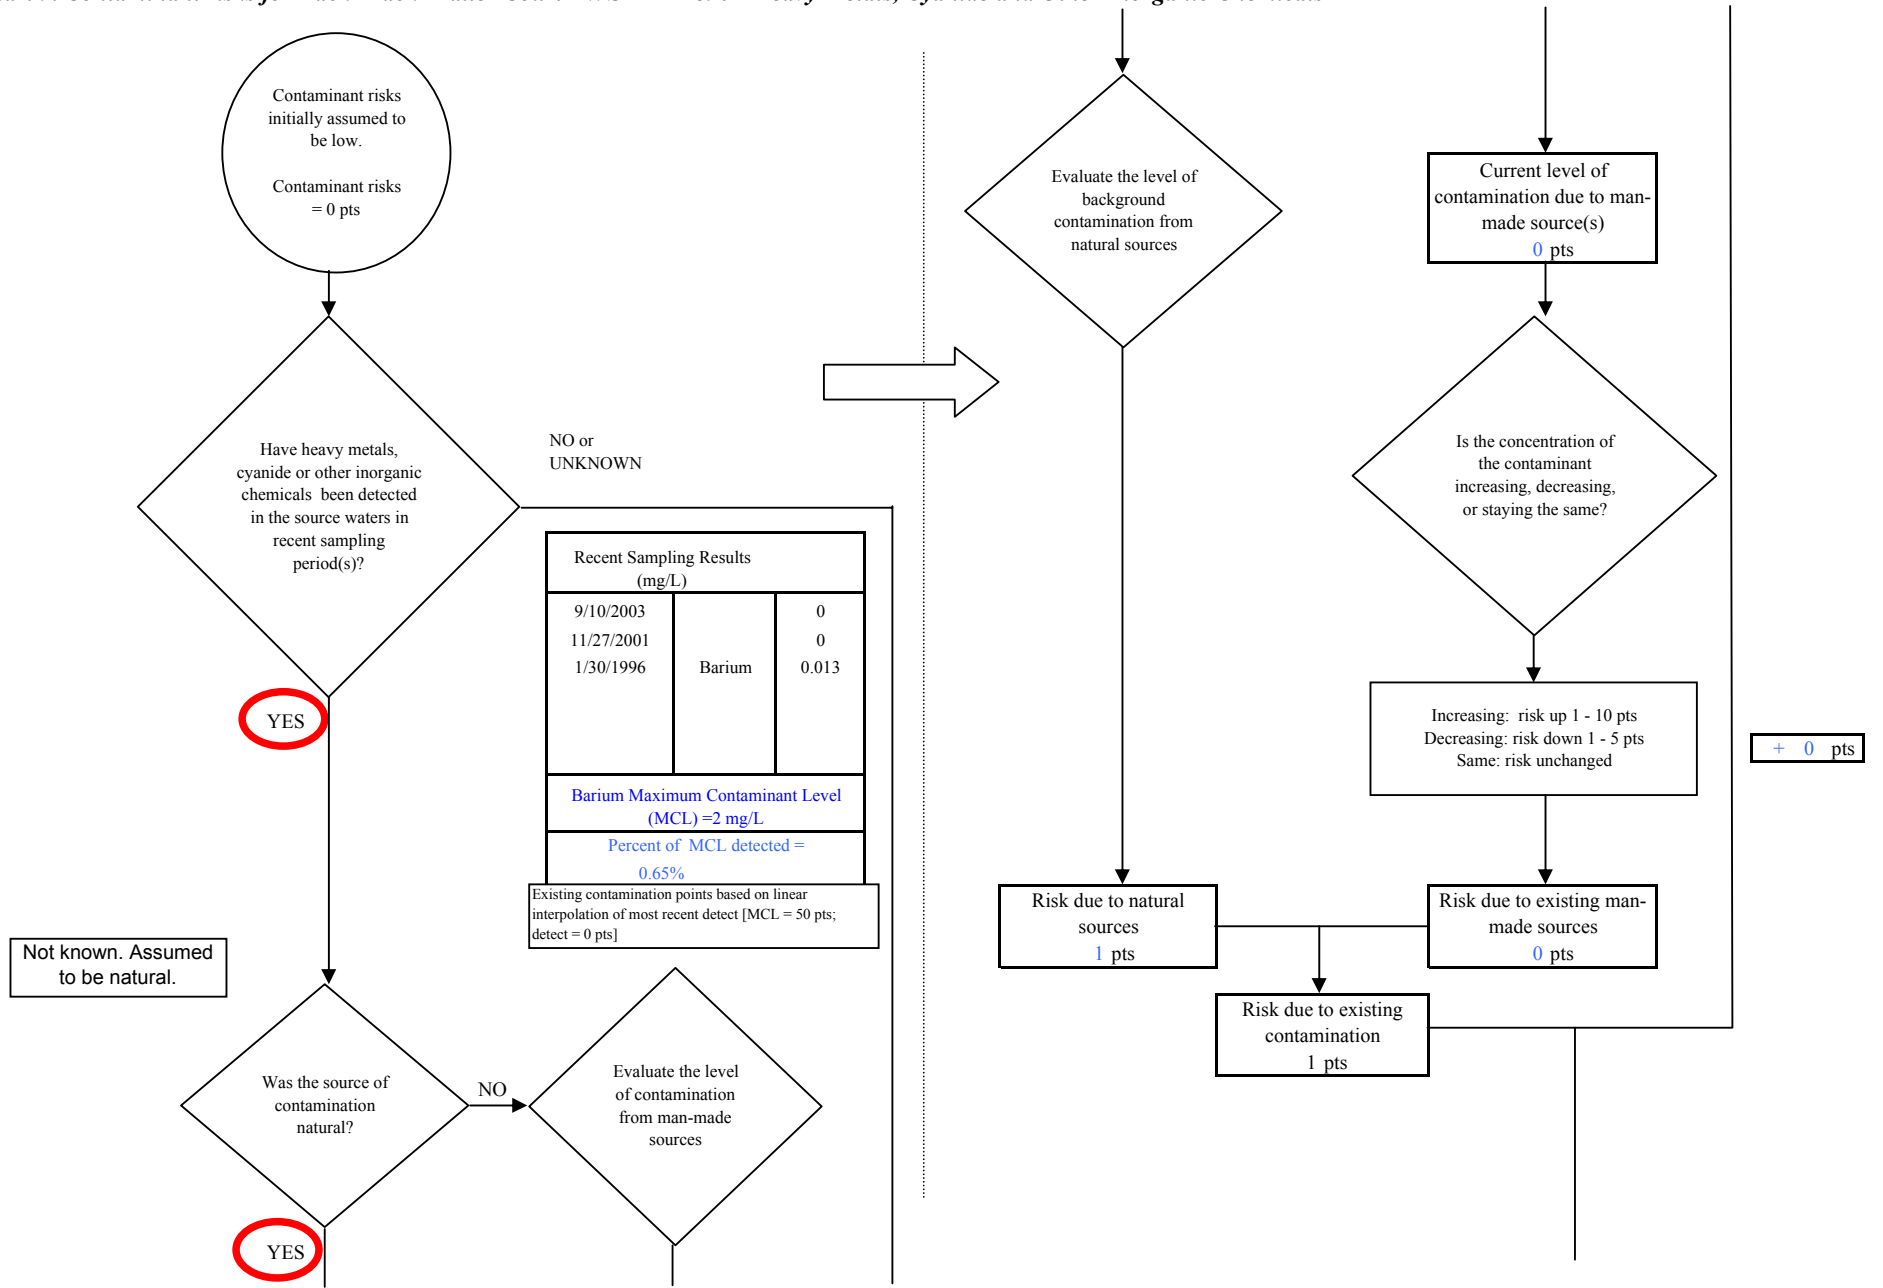 Contaminant risks
initially assumed to
be low.
Contaminant risks
= 0 pts
Have heavy metals,
cyanide or other inorganic
chemicals been detected
in the source waters in
recent sampling
period(s)?
NO or
UNKNOWN
YES
Recent Sampling Results
(mg/L)
9/10/2003 0
11/27/2001 0
1/30/1996 Barium 0.013
Barium Maximum Contaminant Level
(MCL) =2 mg/L
Percent of MCL detected =
0.65%
Existing contamination points based on linear
interpolation of most recent detect [MCL = 50 pts;
detect = 0 pts]
Not known. Assumed
to be natural.
Was the source of
contamination
natural?
NO
Evaluate the level
of contamination
from man-made
sources
YES
Evaluate the level of
background
contamination from
natural sources
Current level of
contamination due to man-
made source(s)
0 pts
Is the concentration of
the contaminant
increasing, decreasing,
or staying the same?
Increasing: risk up 1 - 10 pts
Decreasing: risk down 1 - 5 pts
Same: risk unchanged
+ 0 pts
Risk due to natural
sources
1 pts
Risk due to existing man-
made sources
0 pts
Risk due to existing
contamination
1 pts